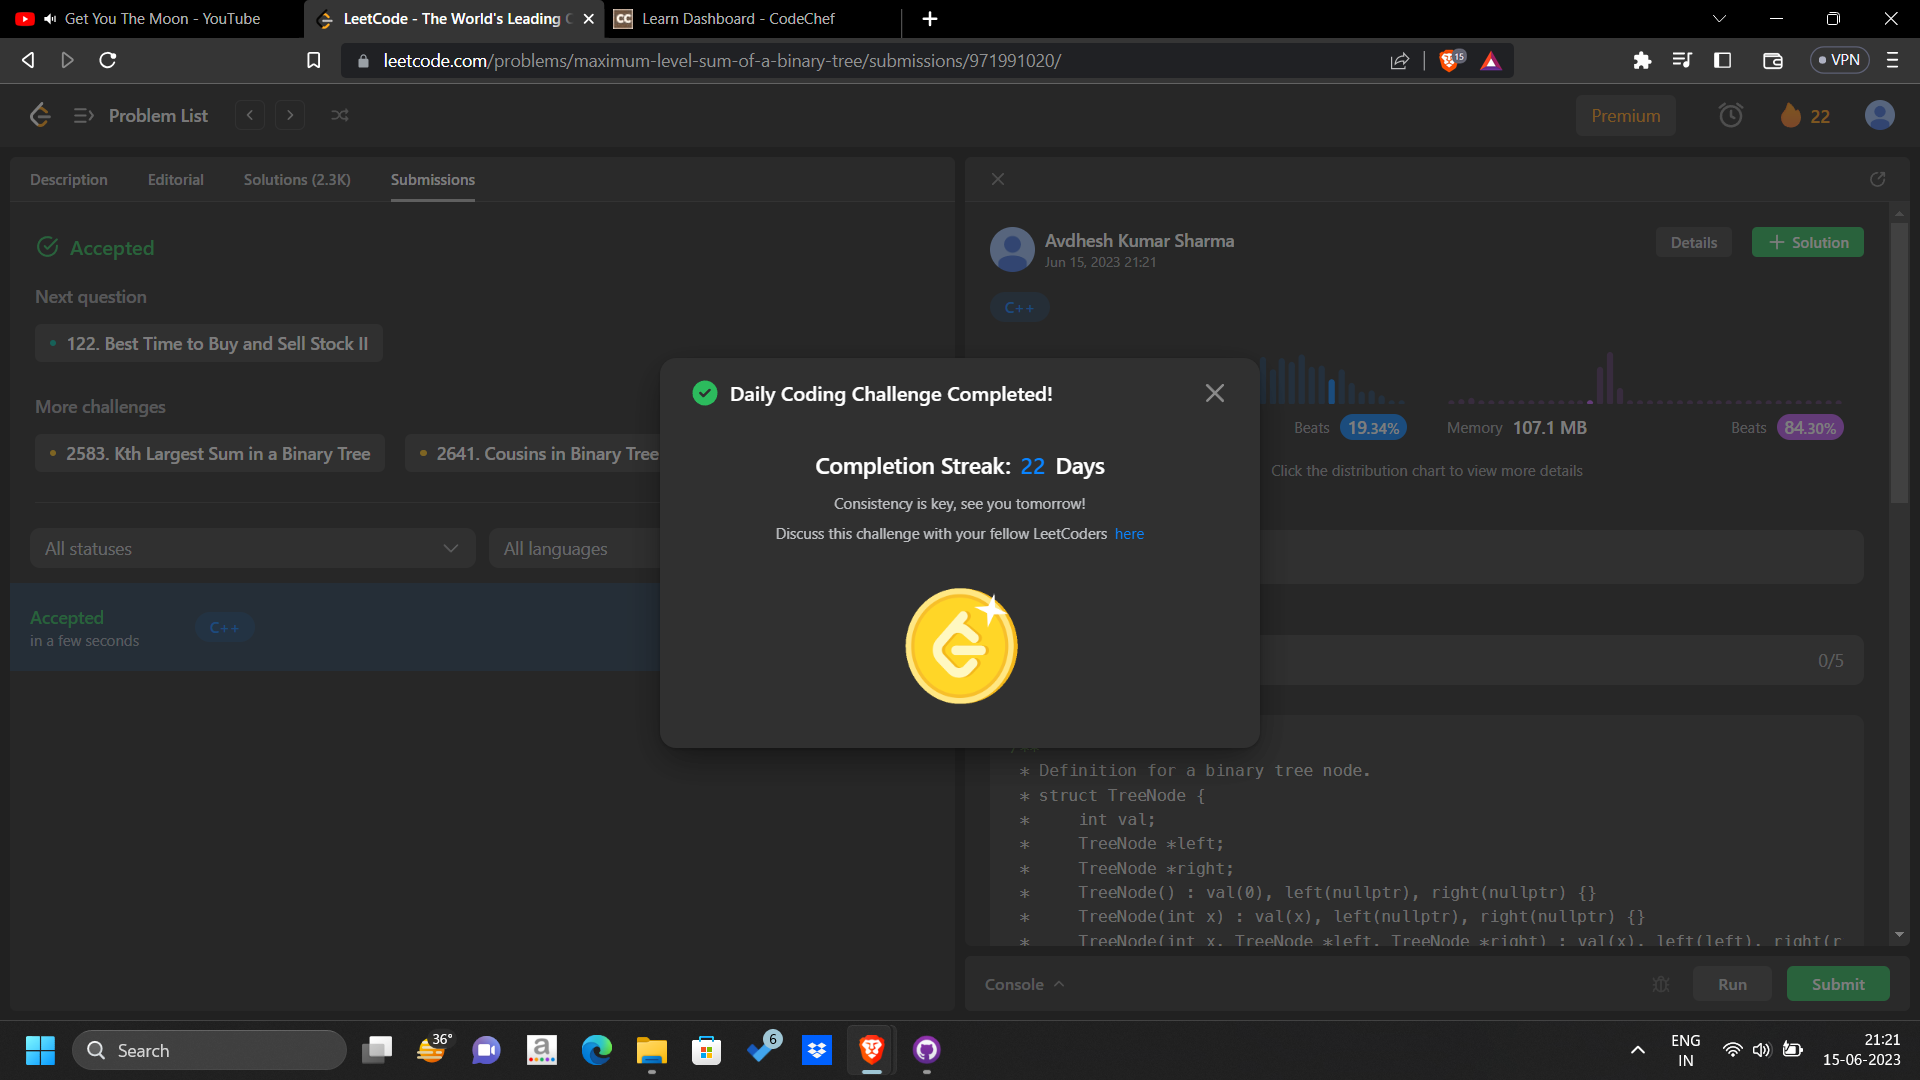 Get You The Moon - YouTube
LeetCode - The World's Leading
CC Learn Dashboard - CodeChef
leetcode.com/problems/maximum-level-sum-of-a-binary-tree/submissions/971991020/
15
VPN
Problem List
Premium
22
Description Editorial Solutions (2.3K) Submissions
Accepted
Next question
122. Best Time to Buy and Sell Stock II
More challenges
2583. Kth Largest Sum in a Binary Tree
2641. Cousins in Binary Tree
All statuses
All languages
Accepted
in a few seconds
C++
Avdhesh Kumar Sharma
Jun 15, 2023 21:21
Details
Solution
C++
Beats 19.34%
Memory 107.1 MB
Beats 84.30%
Click the distribution chart to view more details
0/5
Daily Coding Challenge Completed!
Completion Streak: 22 Days
Consistency is key, see you tomorrow!
Discuss this challenge with your fellow LeetCoders here
/**
* Definition for a binary tree node.
* struct TreeNode {
* int val;
* TreeNode *left;
* TreeNode *right;
* TreeNode() : val(0), left(nullptr), right(nullptr) {}
* TreeNode(int x) : val(x), left(nullptr), right(nullptr) {}
* TreeNode(int x, TreeNode *left, TreeNode *right) : val(x), left(left), right(r
Console
Run
Submit
Search
36°
a
6
ENG
IN
21:21
15-06-2023